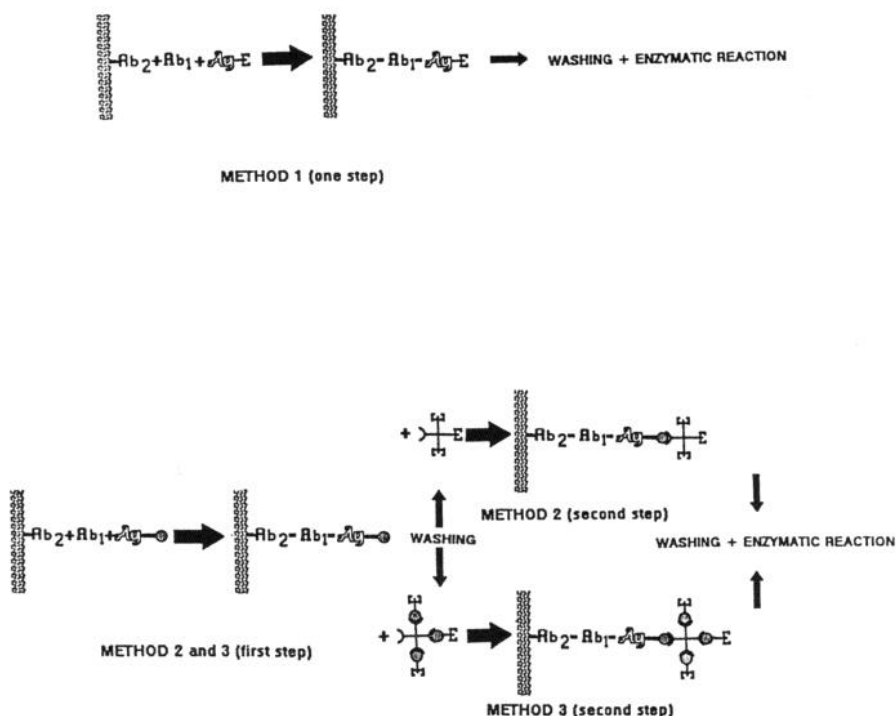 Ab2+Ab1+Ag-E Ab2-Ab1-Ag-E WASHING + ENZYMATIC REACTION
METHOD 1 (one step)
+ E Ab2-Ab1-Ag E
METHOD 2 (second step)
Ab2+Ab1+Ag Ab2-Ab1-Ag WASHING WASHING + ENZYMATIC REACTION
METHOD 2 and 3 (first step)
+ E Ab2-Ab1-Ag E
METHOD 3 (second step)